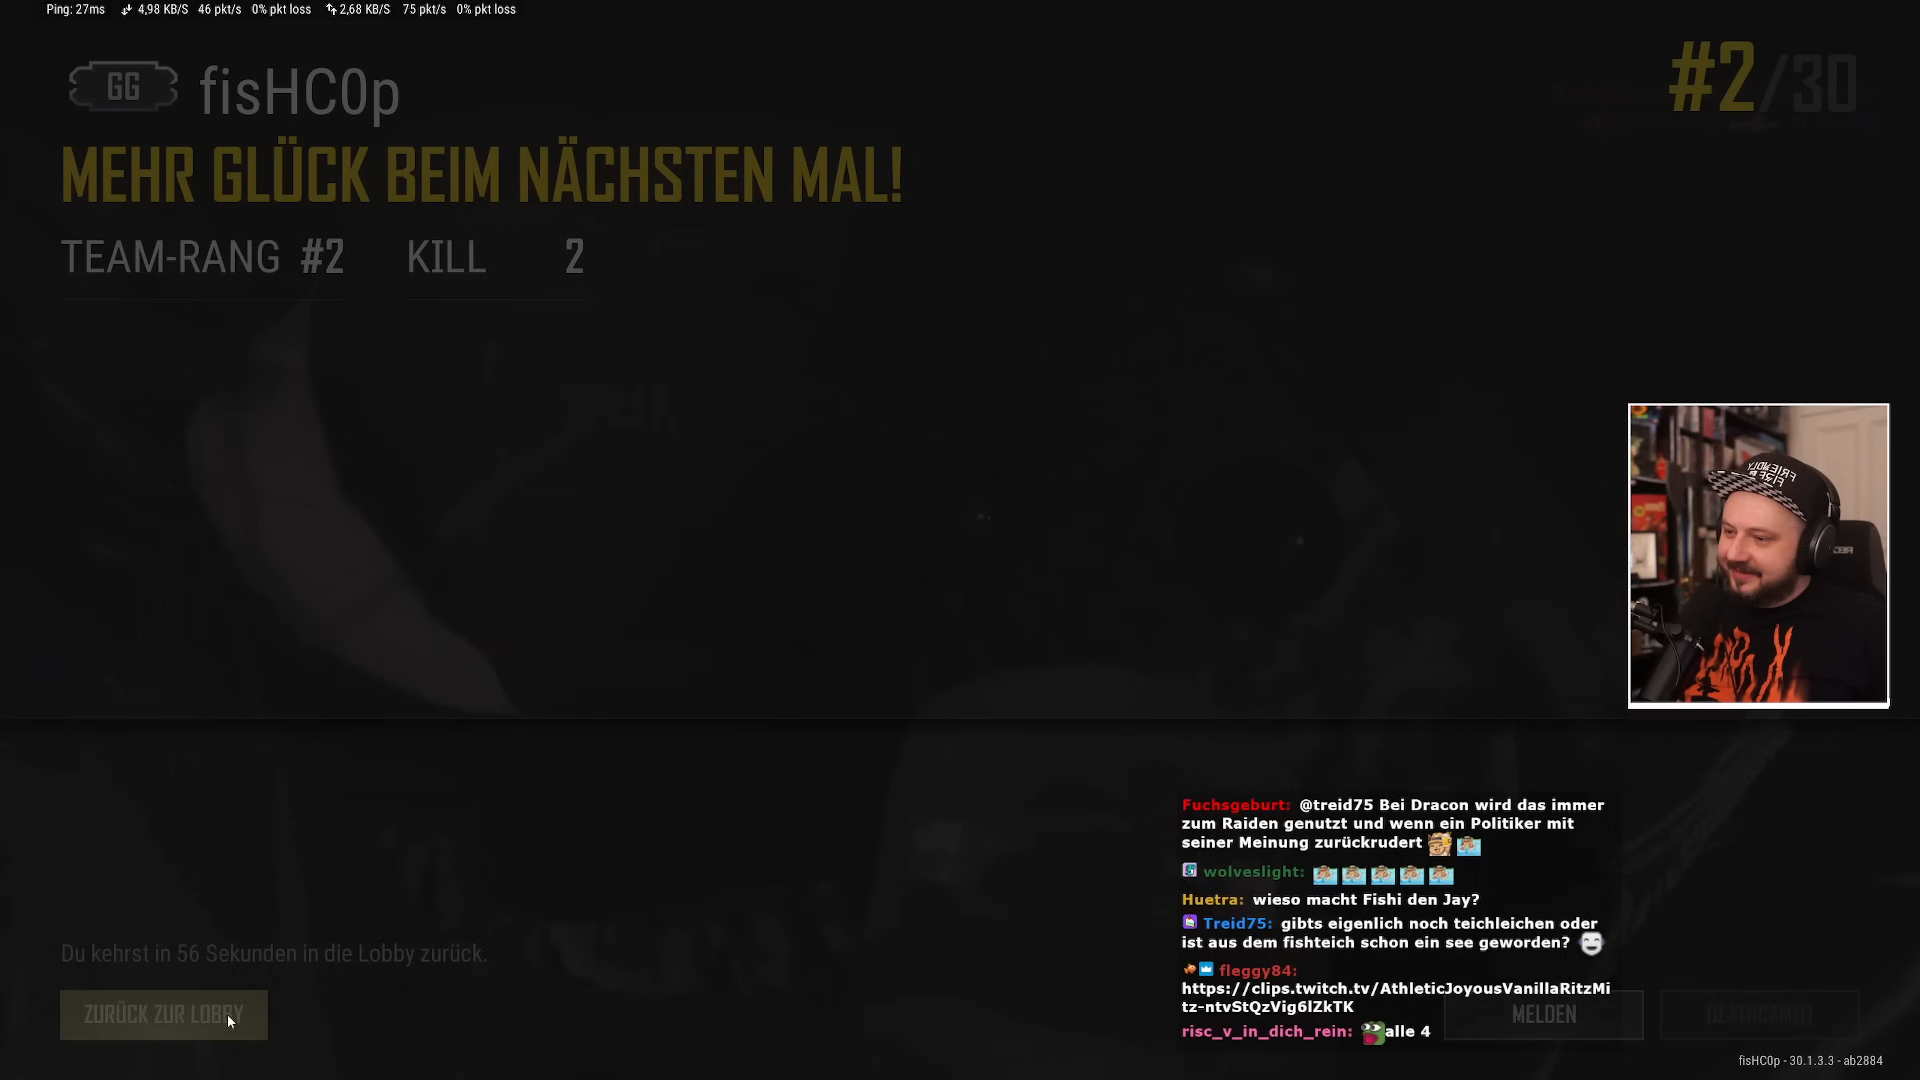 Ping: 27ms 4,98 KB/S 46 pkt/s 0% pkt loss 2,68 KB/S 75 pkt/s 0% pkt loss
GG fisHC0p
#2/30
MEHR GLÜCK BEIM NÄCHSTEN MAL!
TEAM-RANG #2 KILL 2
FRIENDLY
FIRE
Fuchsgeburt: @treid75 Bei Dracon wird das immer
zum Raiden genutzt und wenn ein Politiker mit
seiner Meinung zurückrudert
wolveslight:
Huetra: wieso macht Fishi den Jay?
Treid75: gibts eigenlich noch teichleichen oder
ist aus dem fishteich schon ein see geworden?
fleggy84:
https://clips.twitch.tv/AthleticJoyousVanillaRitzMi
tz-ntvStQzVig6lZkTK
risc_v_in_dich_rein: alle 4
Du kehrst in 56 Sekunden in die Lobby zurück.
ZURÜCK ZUR LOBBY
MELDEN
DEATHCAM
fisHC0p - 30.1.3.3 - ab2884